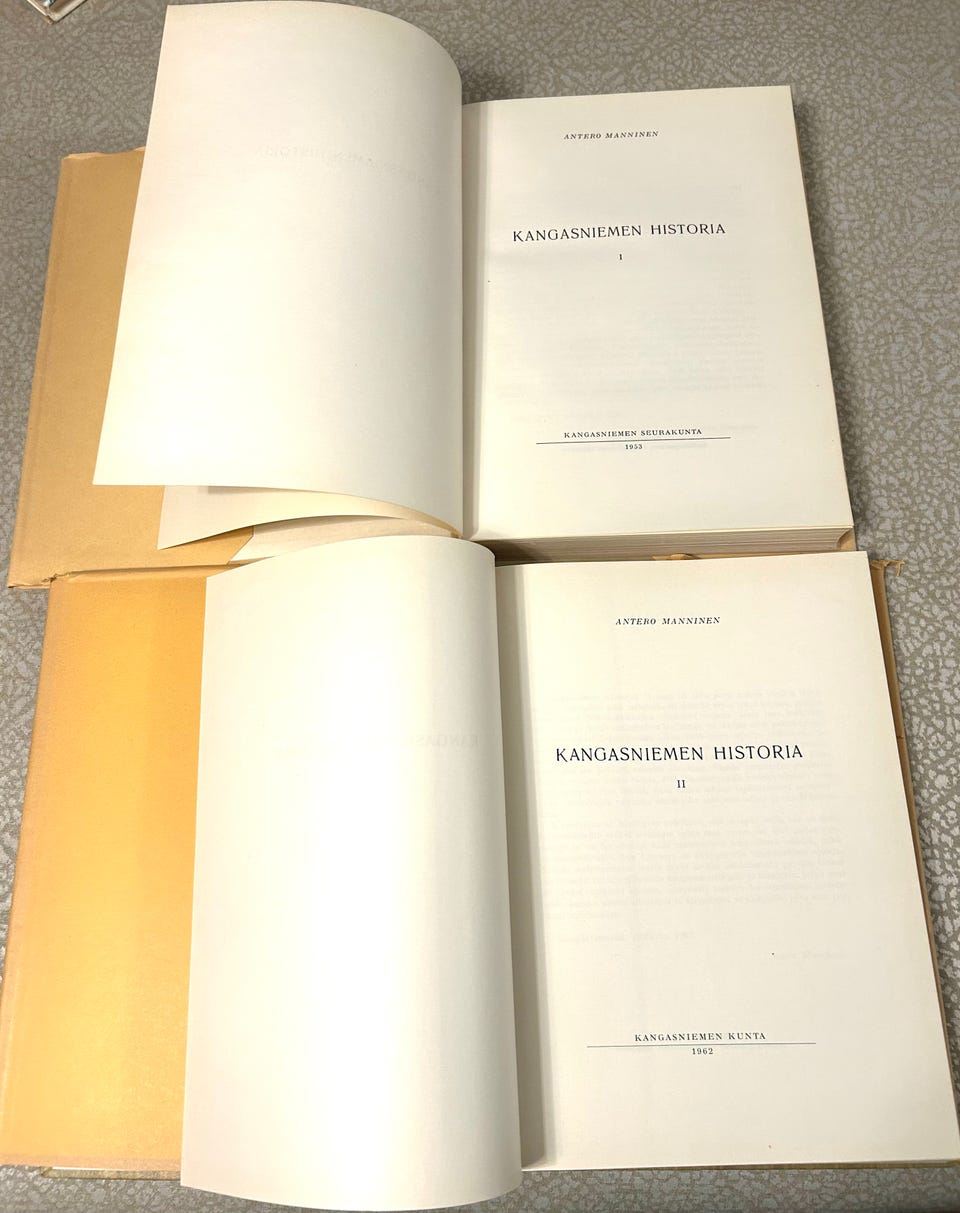 ANTERO MANNINEN
KANGASNIEMEN HISTORIA
I
KANGASNIEMEN SEURAKUNTA
1953
ANTERO MANNINEN
KANGASNIEMEN HISTORIA
II
KANGASNIEMEN KUNTA
1962